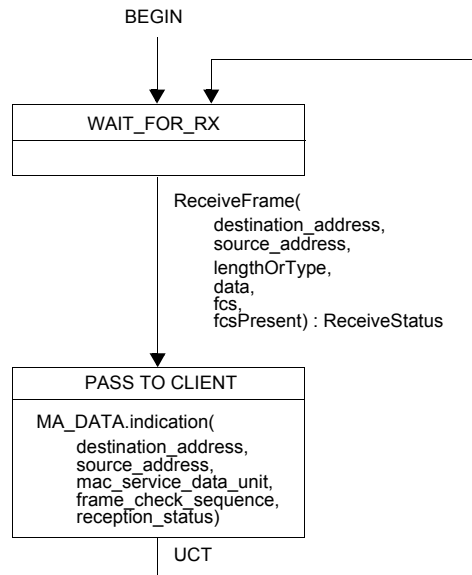 BEGIN
WAIT_FOR_RX
ReceiveFrame(
destination_address,
source_address,
lengthOrType,
data,
fcs,
fcsPresent) : ReceiveStatus
PASS TO CLIENT
MA_DATA.indication(
destination_address,
source_address,
mac_service_data_unit,
frame_check_sequence,
reception_status)
UCT